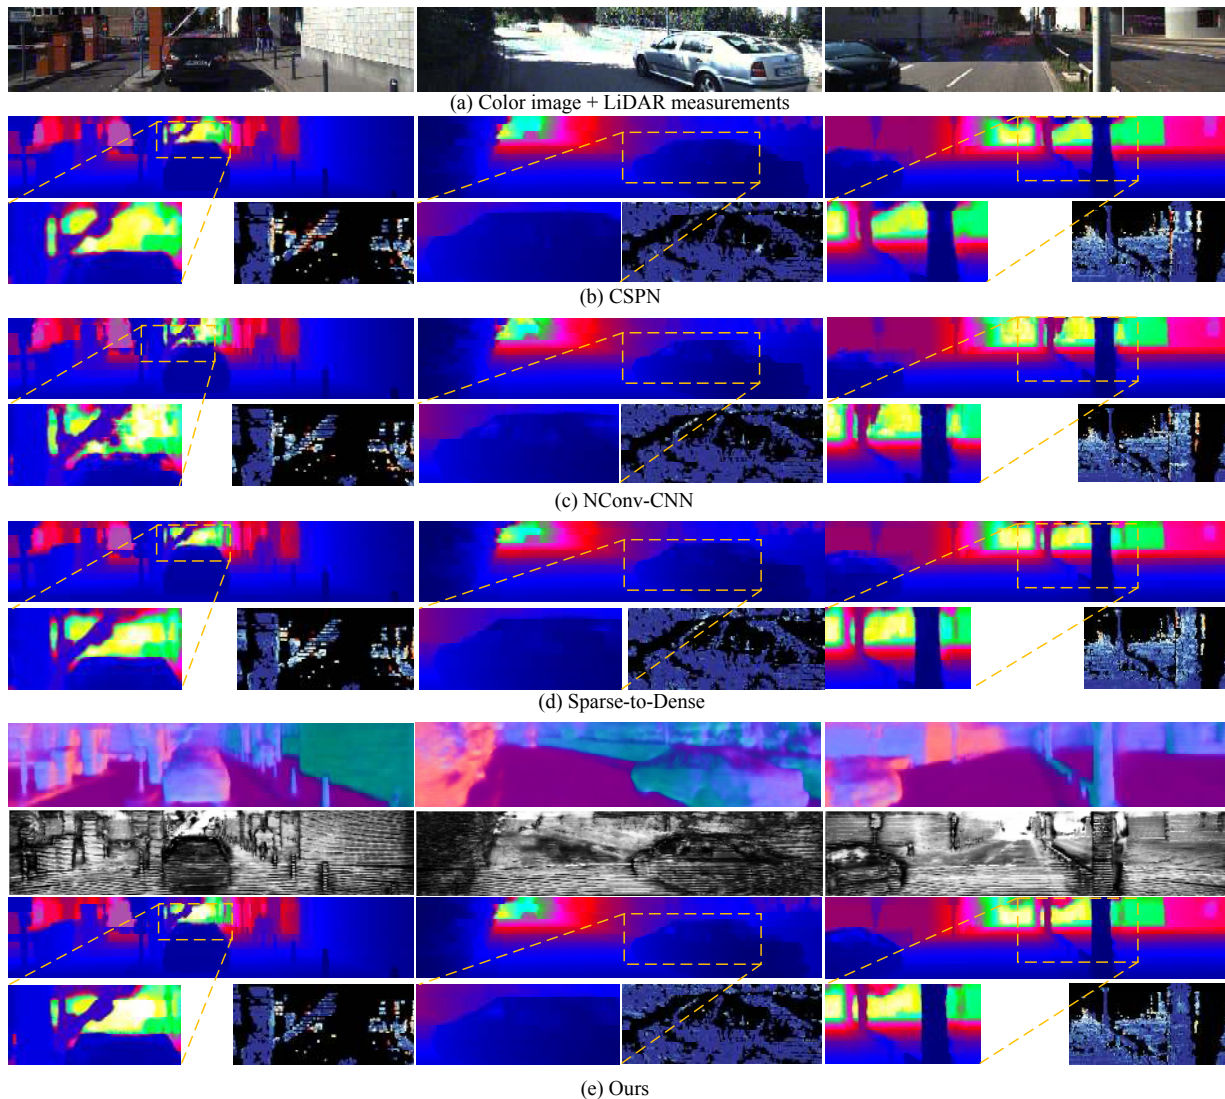 (a) Color image + LiDAR measurements
(b) CSPN
(c) NConv-CNN
(d) Sparse-to-Dense
(e) Ours